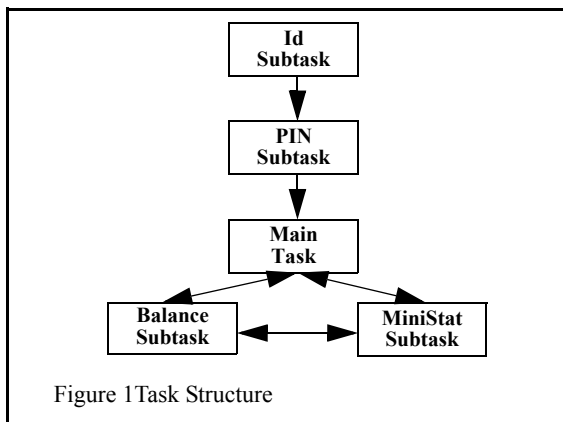 Id
Subtask
PIN
Subtask
Main
Task
Balance
Subtask
MiniStat
Subtask
Figure 1Task Structure